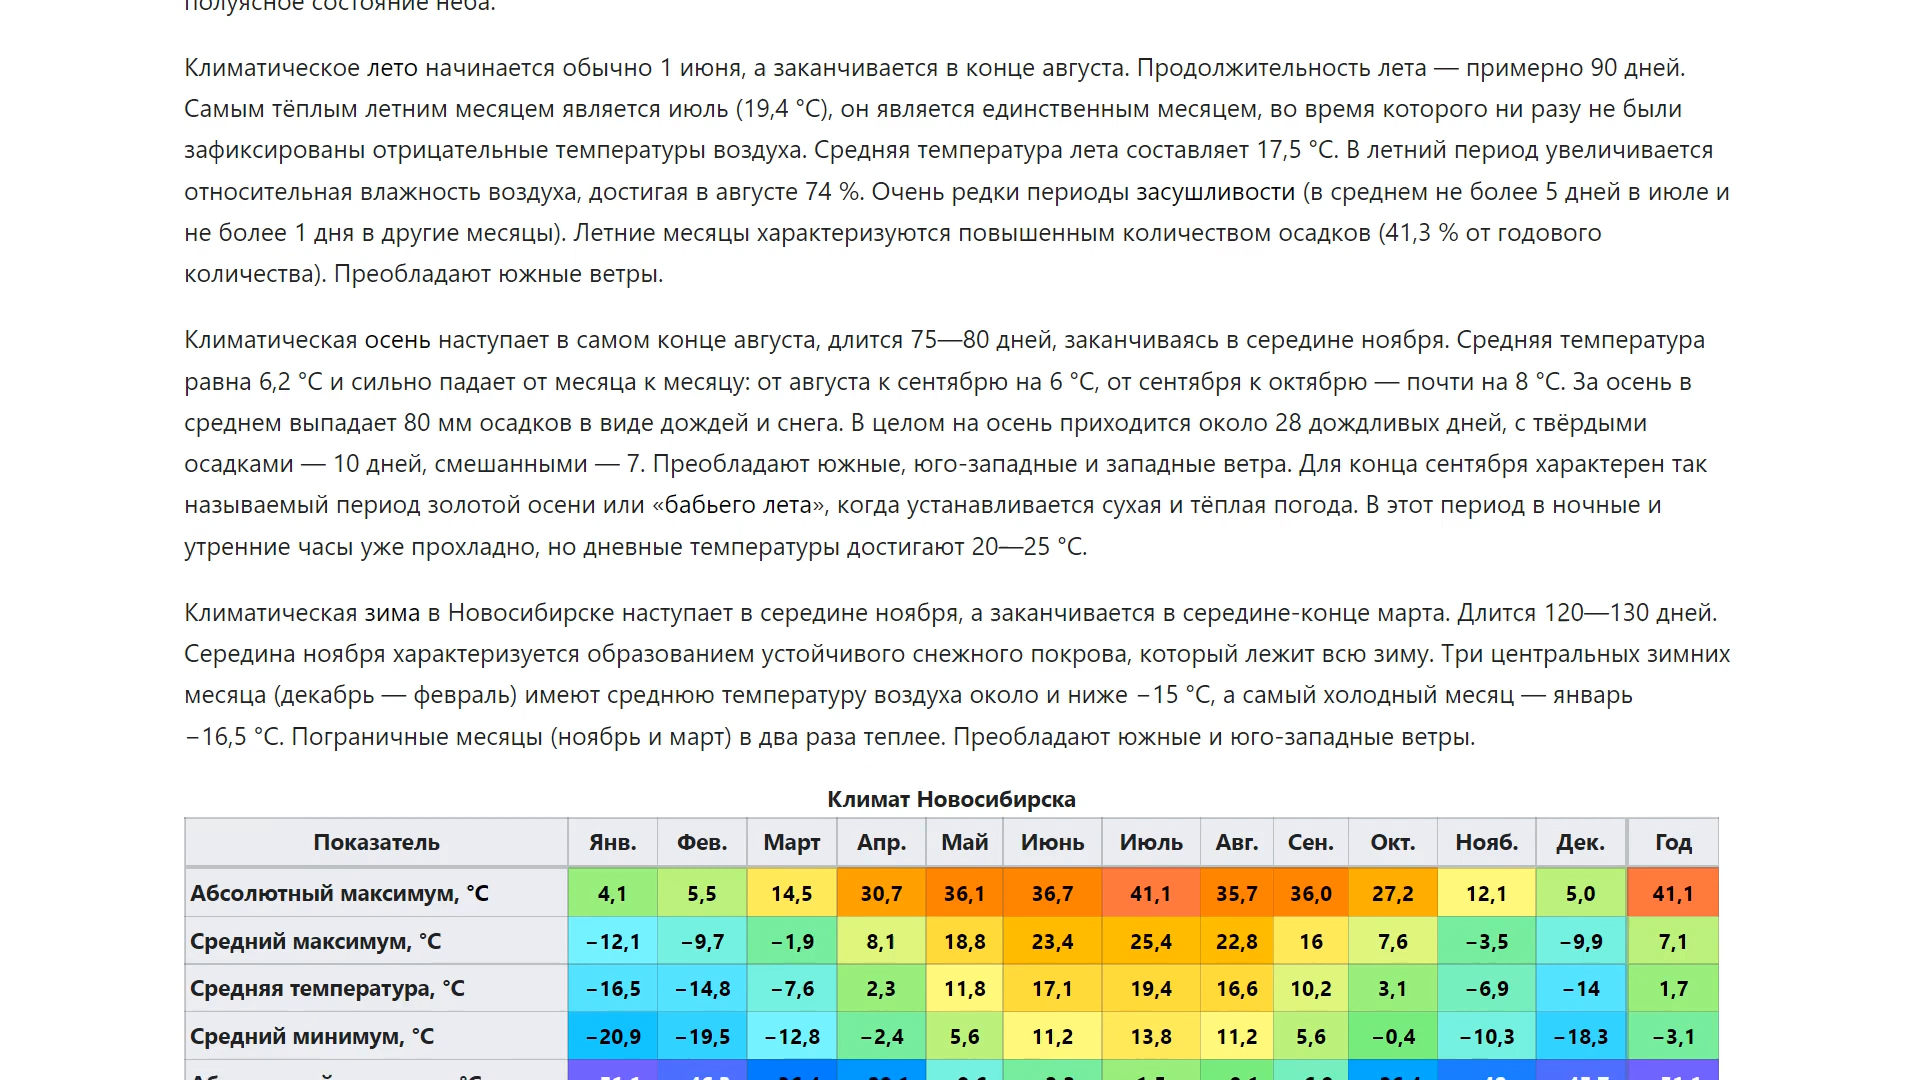 полуясное состояние неба.
Климатическое лето начинается обычно 1 июня, а заканчивается в конце августа. Продолжительность лета — примерно 90 дней.
Самым тёплым летним месяцем является июль (19,4 °C), он является единственным месяцем, во время которого ни разу не были
зафиксированы отрицательные температуры воздуха. Средняя температура лета составляет 17,5 °C. В летний период увеличивается
относительная влажность воздуха, достигая в августе 74 %. Очень редки периоды засушливости (в среднем не более 5 дней в июле и
не более 1 дня в другие месяцы). Летние месяцы характеризуются повышенным количеством осадков (41,3 % от годового
количества). Преобладают южные ветры.
Климатическая осень наступает в самом конце августа, длится 75—80 дней, заканчиваясь в середине ноября. Средняя температура
равна 6,2 °C и сильно падает от месяца к месяцу: от августа к сентябрю на 6 °C, от сентября к октябрю — почти на 8 °C. За осень в
среднем выпадает 80 мм осадков в виде дождей и снега. В целом на осень приходится около 28 дождливых дней, с твёрдыми
осадками — 10 дней, смешанными — 7. Преобладают южные, юго-западные и западные ветра. Для конца сентября характерен так
называемый период золотой осени или «бабьего лета», когда устанавливается сухая и тёплая погода. В этот период в ночные и
утренние часы уже прохладно, но дневные температуры достигают 20—25 °C.
Климатическая зима в Новосибирске наступает в середине ноября, а заканчивается в середине-конце марта. Длится 120—130 дней.
Середина ноября характеризуется образованием устойчивого снежного покрова, который лежит всю зиму. Три центральных зимних
месяца (декабрь — февраль) имеют среднюю температуру воздуха около и ниже −15 °C, а самый холодный месяц — январь
−16,5 °C. Пограничные месяцы (ноябрь и март) в два раза теплее. Преобладают южные и юго-западные ветры.
Климат Новосибирска
Показатель Янв. Фев. Март Апр. Май Июнь Июль Авг. Сен. Окт. Нояб. Дек. Год
Абсолютный максимум, °C 4,1 5,5 14,5 30,7 36,1 36,7 41,1 35,7 36,0 27,2 12,1 5,0 41,1
Средний максимум, °C −12,1 −9,7 −1,9 8,1 18,8 23,4 25,4 22,8 16 7,6 −3,5 −9,9 7,1
Средняя температура, °C −16,5 −14,8 −7,6 2,3 11,8 17,1 19,4 16,6 10,2 3,1 −6,9 −14 1,7
Средний минимум, °C −20,9 −19,5 −12,8 −2,4 5,6 11,2 13,8 11,2 5,6 −0,4 −10,3 −18,3 −3,1